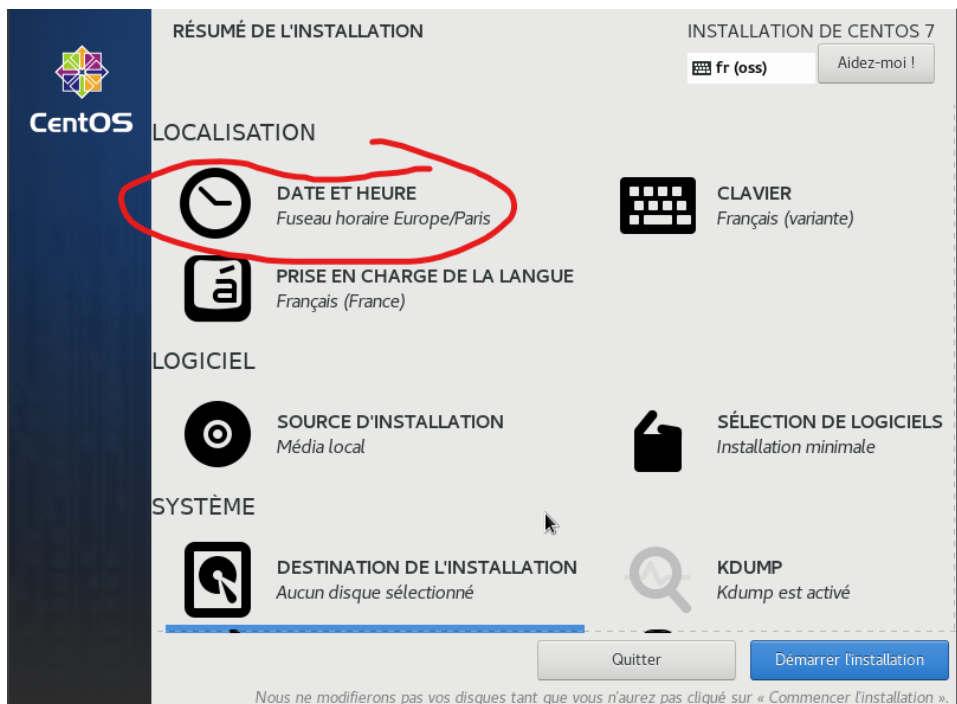 RÉSUMÉ DE L'INSTALLATION
INSTALLATION DE CENTOS 7
fr (oss)
Aidez-moi !
CentOS
LOCALISATION
DATE ET HEURE
Fuseau horaire Europe/Paris
CLAVIER
Français (variante)
á
PRISE EN CHARGE DE LA LANGUE
Français (France)
LOGICIEL
SOURCE D'INSTALLATION
Média local
SÉLECTION DE LOGICIELS
Installation minimale
SYSTÈME
DESTINATION DE L'INSTALLATION
Aucun disque sélectionné
KDUMP
Kdump est activé
Quitter
Démarrer l'installation
Nous ne modifierons pas vos disques tant que vous n'aurez pas cliqué sur « Commencer l'installation ».